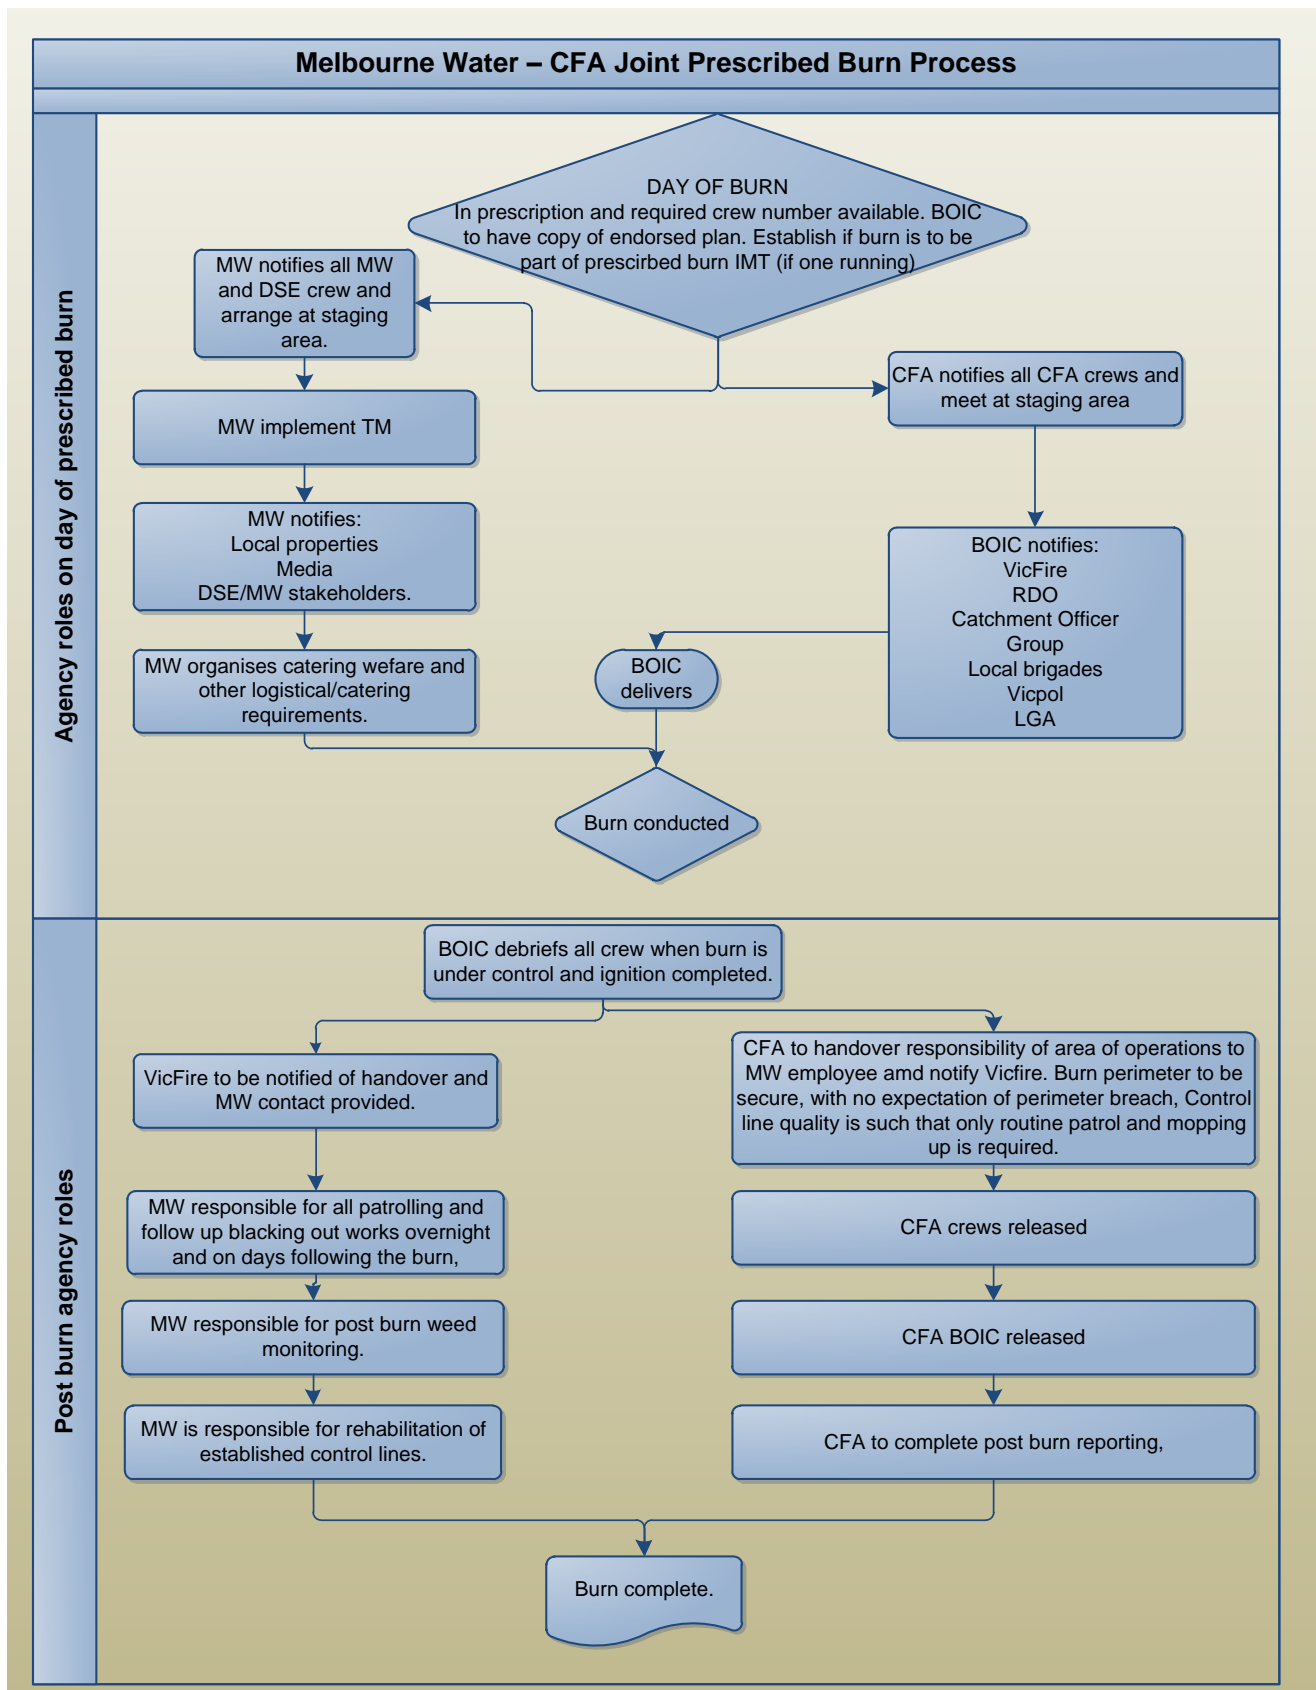 Melbourne Water – CFA Joint Prescribed Burn Process
Agency roles on day of prescribed burn
DAY OF BURN
In prescription and required crew number available. BOIC
to have copy of endorsed plan. Establish if burn is to be
part of prescirbed burn IMT (if one running)
MW notifies all MW
and DSE crew and
arrange at staging
area.
CFA notifies all CFA crews and
meet at staging area
MW implement TM
MW notifies:
Local properties
Media
DSE/MW stakeholders.
BOIC notifies:
VicFire
RDO
Catchment Officer
Group
Local brigades
Vicpol
LGA
MW organises catering wefare and
other logistical/catering
requirements.
BOIC
delivers
Burn conducted
Post burn agency roles
BOIC debriefs all crew when burn is
under control and ignition completed.
VicFire to be notified of handover and
MW contact provided.
CFA to handover responsibility of area of operations to
MW employee amd notify Vicfire. Burn perimeter to be
secure, with no expectation of perimeter breach, Control
line quality is such that only routine patrol and mopping
up is required.
MW responsible for all patrolling and
follow up blacking out works overnight
and on days following the burn,
CFA crews released
MW responsible for post burn weed
monitoring.
CFA BOIC released
MW is responsible for rehabilitation of
established control lines.
CFA to complete post burn reporting,
Burn complete.